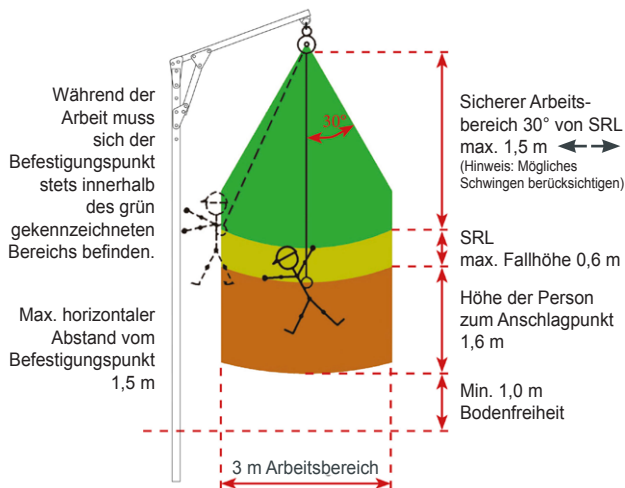 Während der
Arbeit muss
sich der
Befestigungspunkt
stets innerhalb
des grün
gekennzeichneten
Bereichs befinden.
Max. horizontaler
Abstand vom
Befestigungspunkt
1,5 m
30°
Sicherer Arbeits-
bereich 30° von SRL
max. 1,5 m
(Hinweis: Mögliches
Schwingen berücksichtigen)
SRL
max. Fallhöhe 0,6 m
Höhe der Person
zum Anschlagpunkt
1,6 m
Min. 1,0 m
Bodenfreiheit
3 m Arbeitsbereich